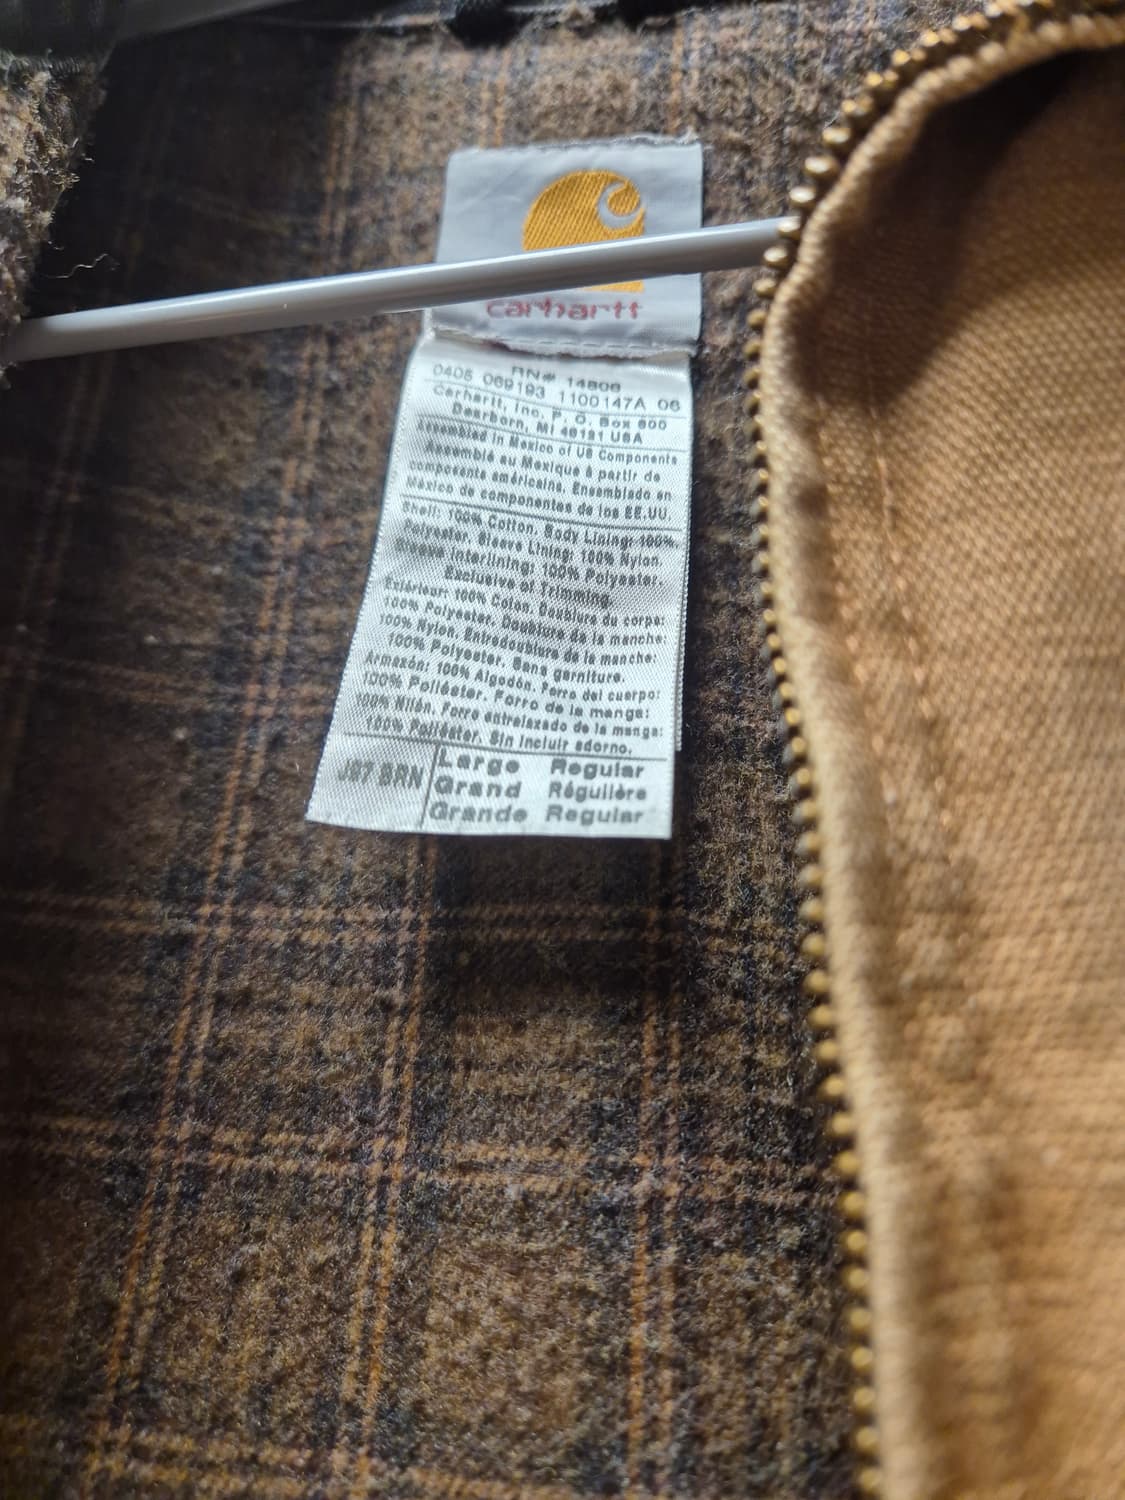 carhartt
RN# 14806
0405 069193 1100147A 06
Carhartt, Inc. P. O. Box 600
Dearborn, MI 48121 USA
Assembled in Mexico of US Components
Assemblé au Mexique à partir de
composants américains. Ensamblado en
México de componentes de los EE.UU.
Shell: 100% Cotton. Body Lining: 100%
Polyester. Sleeve Lining: 100% Nylon.
Sleeve Interlining: 100% Polyester.
Exclusive of Trimming.
Extérieur: 100% Coton. Doublure du corps:
100% Polyester. Doublure de la manche:
100% Nylon. Entredoublure de la manche:
100% Polyester. Sans garniture.
Armazón: 100% Algodón. Forro del cuerpo:
100% Poliéster. Forro de la manga:
100% Nilón. Forro entrelazado de la manga:
100% Poliéster. Sin incluir adorno.
J97 BRN
Large Regular
Grand Régulière
Grande Regular